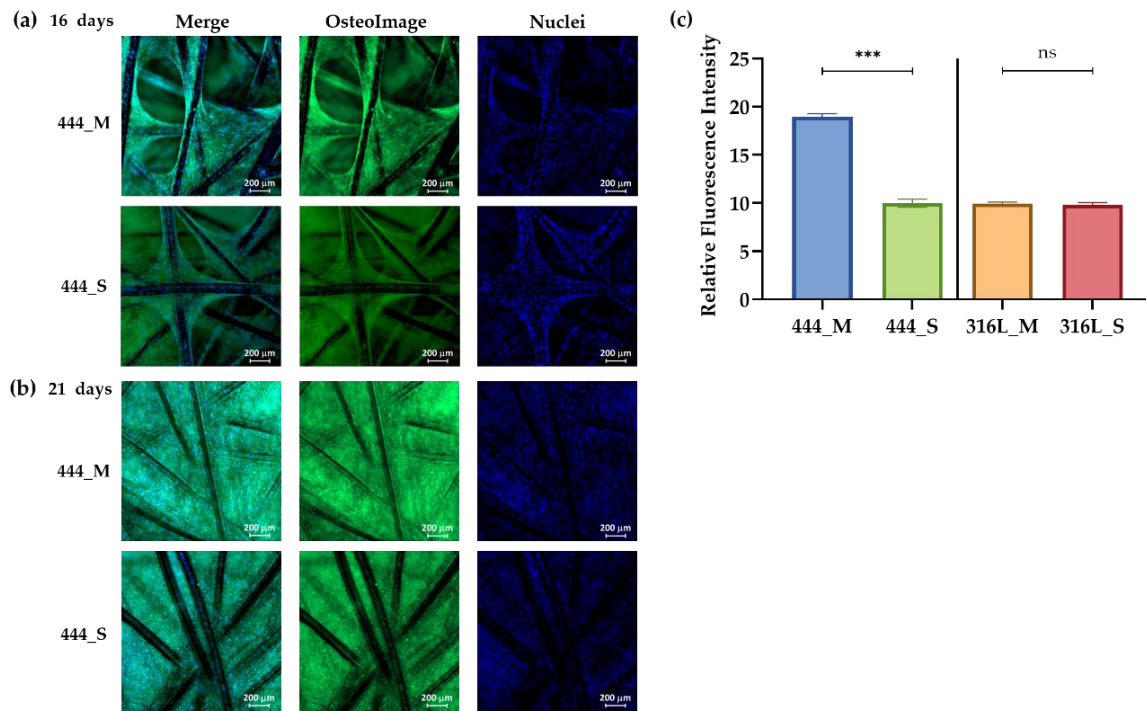 (a) 16 days Merge OsteoImage Nuclei
444_M
200 μm 200 μm 200 μm
444_S
200 μm 200 μm 200 μm
(b) 21 days
444_M
200 μm 200 μm 200 μm
444_S
200 μm 200 μm 200 μm
(c)
Relative Fluorescence Intensity
25
20
15
10
5
0
*** ns
444_M 444_S 316L_M 316L_S